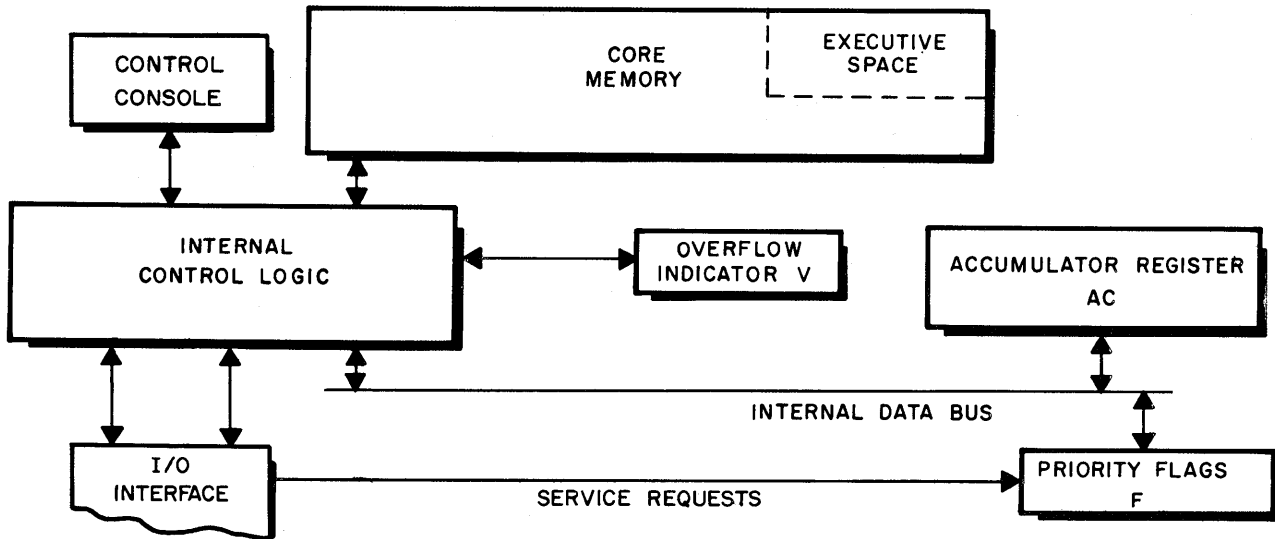 CONTROL
CONSOLE
CORE
MEMORY
EXECUTIVE
SPACE
INTERNAL
CONTROL LOGIC
OVERFLOW
INDICATOR V
ACCUMULATOR REGISTER
AC
INTERNAL DATA BUS
I/O
INTERFACE
SERVICE REQUESTS
PRIORITY FLAGS
F